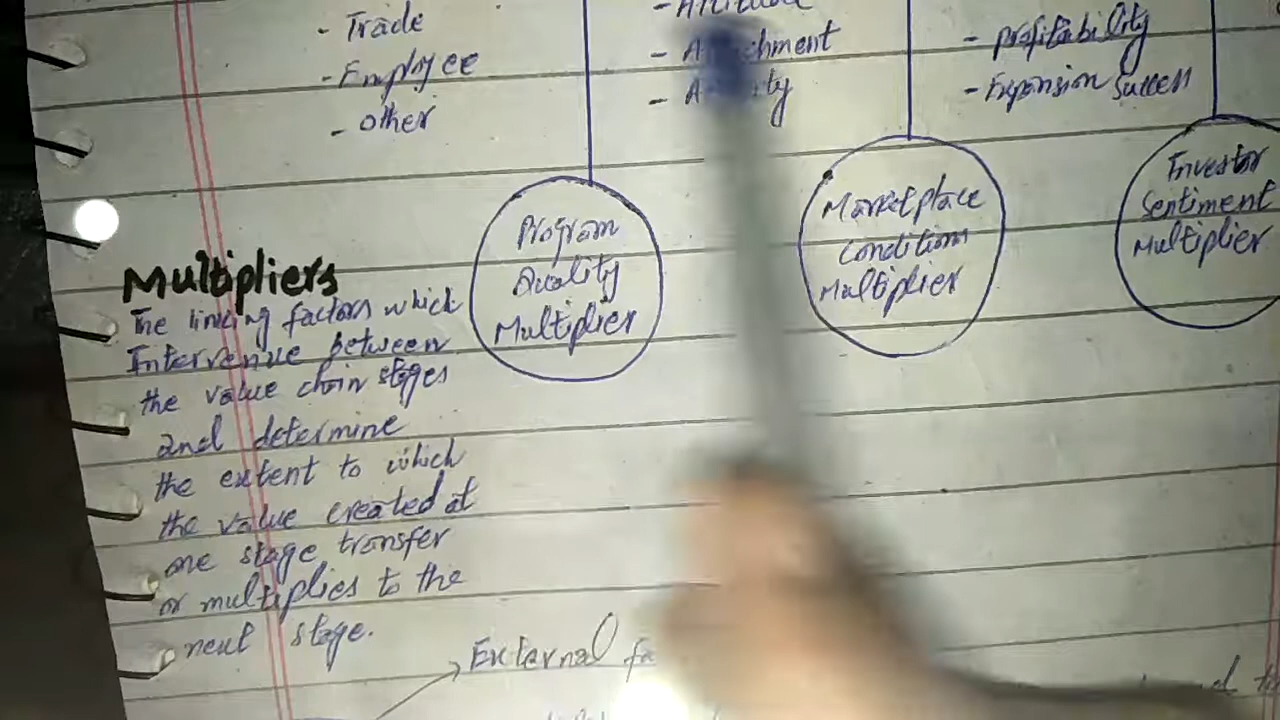 - Trade
- Employee
- other
- Attitude
- Profitability
- Expansion Success
Program
Quality
Multiplier
Marketplace
Condition
Multiplier
Investor
Sentiment
Multiplier
Multipliers
The linking factors which
Intervenue between
the value chain stages
and determine
the extent to which
the value created at
one stage transfer
or multiplies to the
next stage.
External